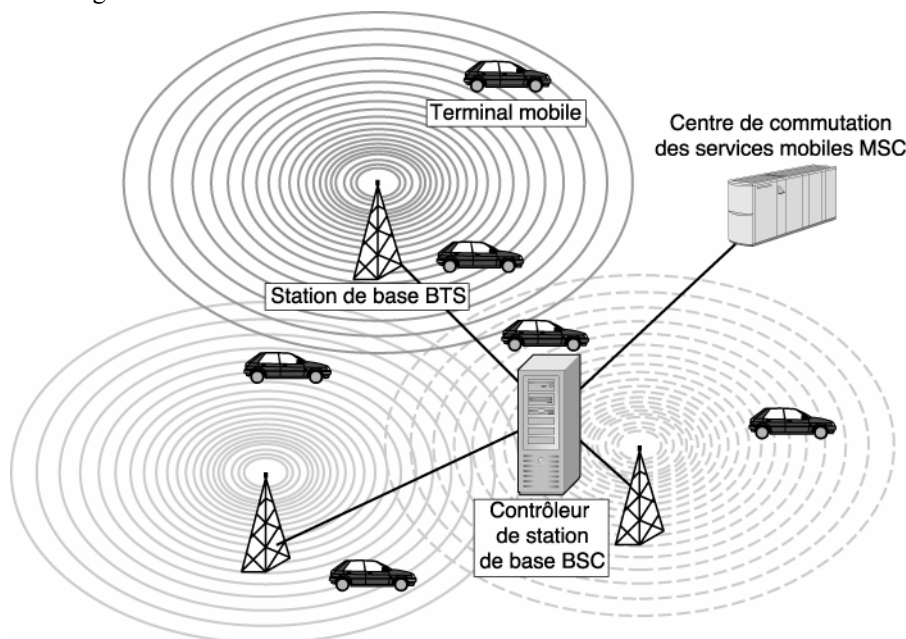 Terminal mobile
Centre de commutation
des services mobiles MSC
Station de base BTS
Contrôleur
de station
de base BSC